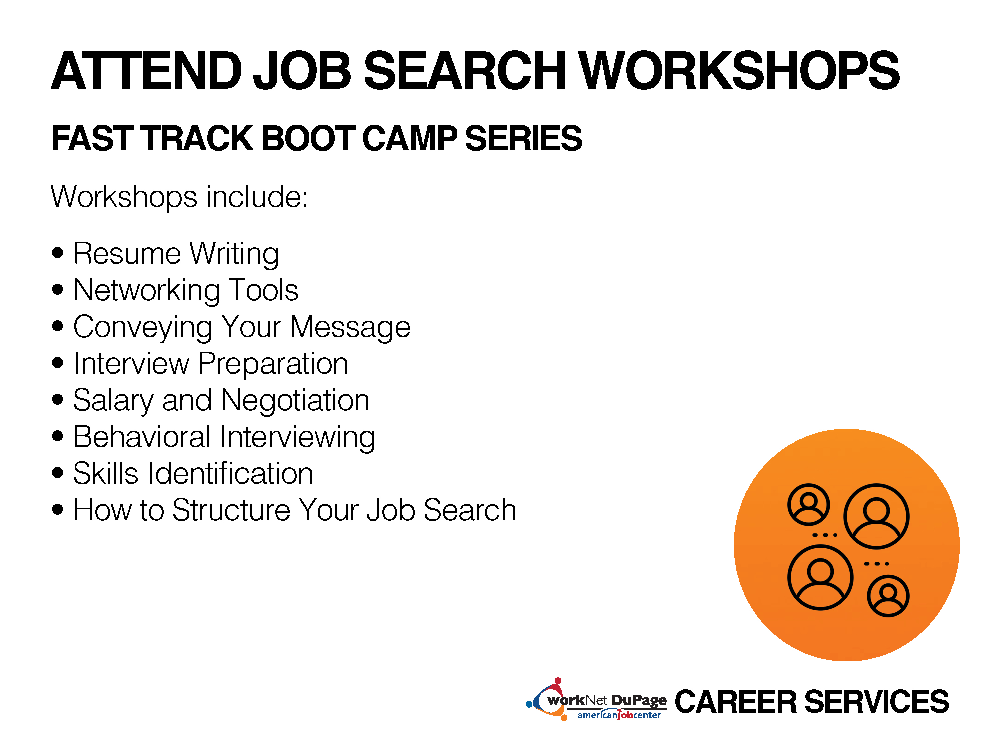 ATTEND JOB SEARCH WORKSHOPS
FAST TRACK BOOT CAMP SERIES
Workshops include:
• Resume Writing
• Networking Tools
• Conveying Your Message
• Interview Preparation
• Salary and Negotiation
• Behavioral Interviewing
• Skills Identification
• How to Structure Your Job Search
workNet DuPage CAREER SERVICES
americanjobcenter